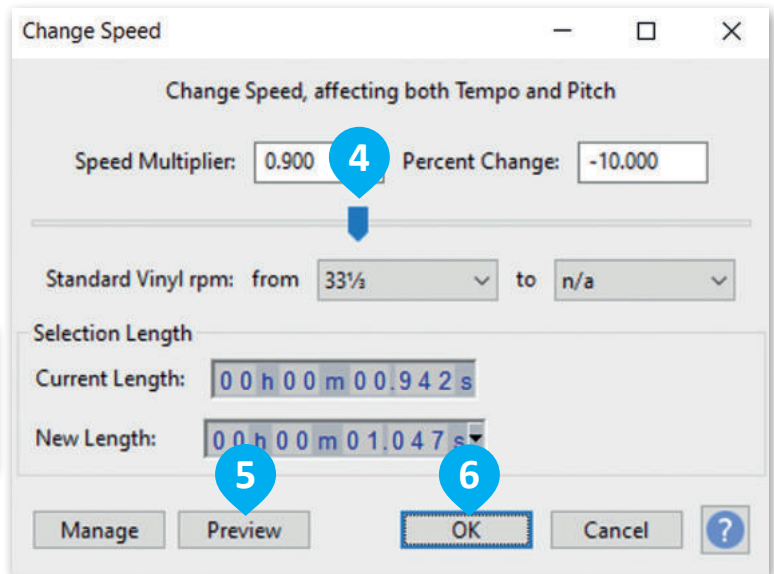 Change Speed
Change Speed, affecting both Tempo and Pitch
Speed Multiplier: 0.900 4 Percent Change: -10.000
Standard Vinyl rpm: from 33⅓ to n/a
Selection Length
Current Length: 00h00m00.942s
New Length: 00h00m01.047s
5 6
Manage Preview OK Cancel ?